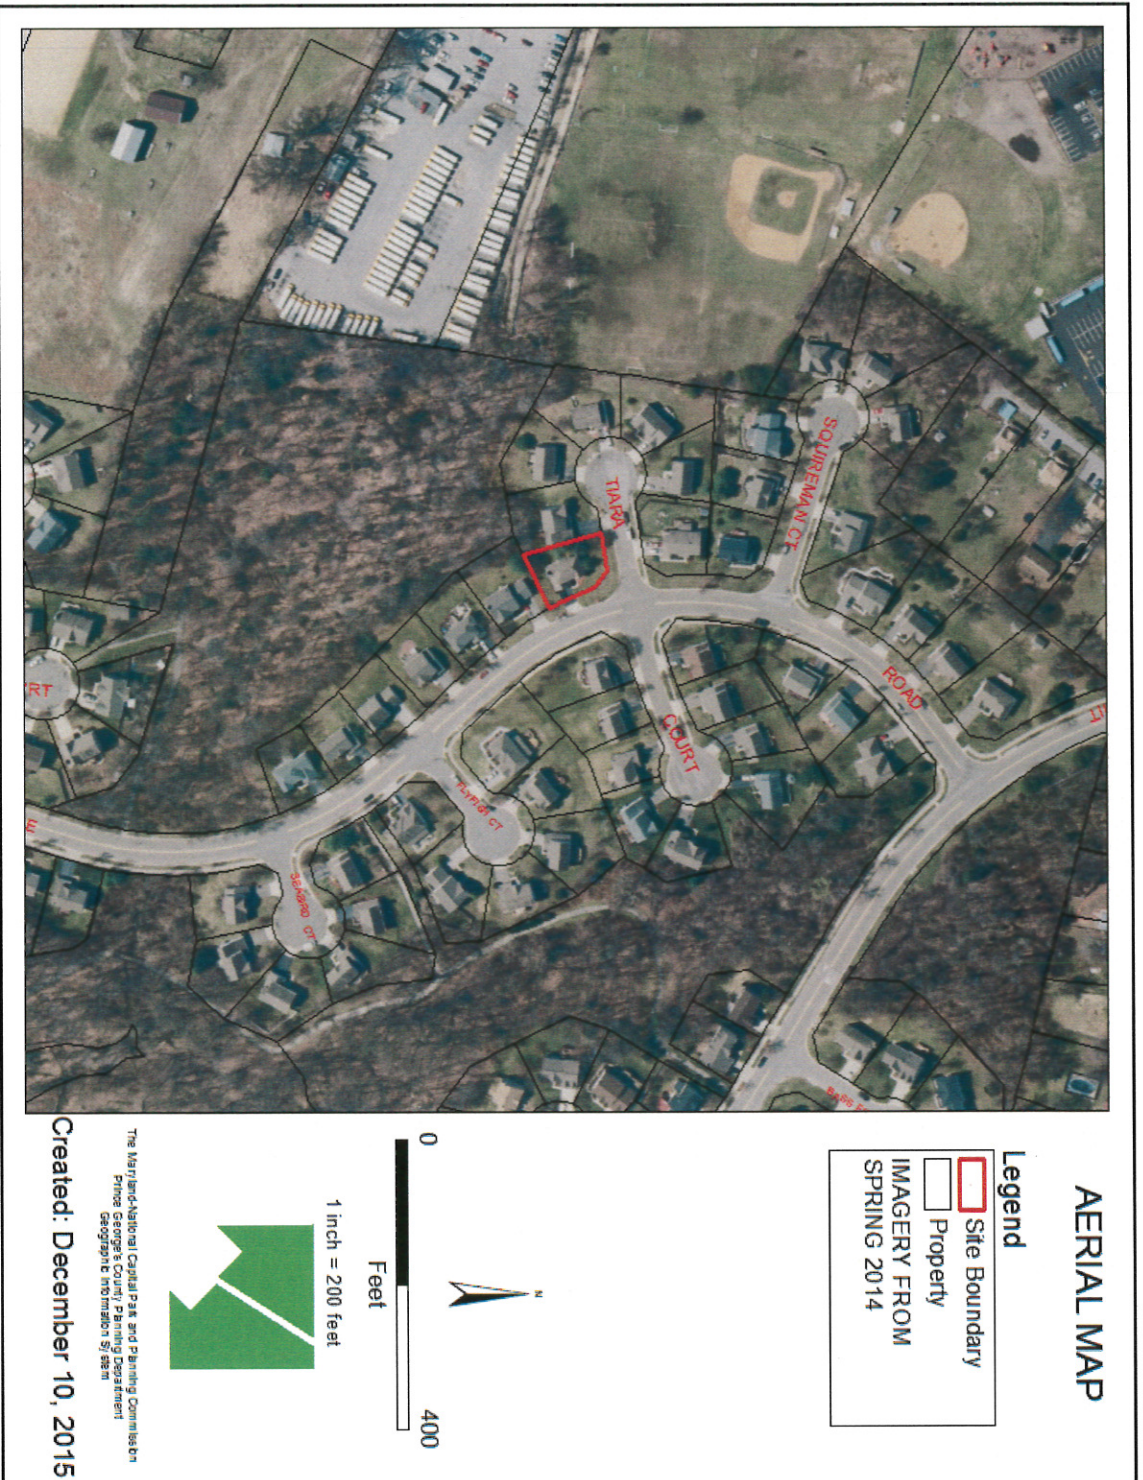 AERIAL MAP
Legend
Site Boundary
Property
IMAGERY FROM
SPRING 2014
SQUIREMAN CT
TIARA
COURT
ROAD
SEABIRD CT
RT
N
0
400
Feet
1 inch = 200 feet
The Maryland-National Capital Park and Planning Commission
Prince George's County Planning Department
Geographic Information System
Created: December 10, 2015